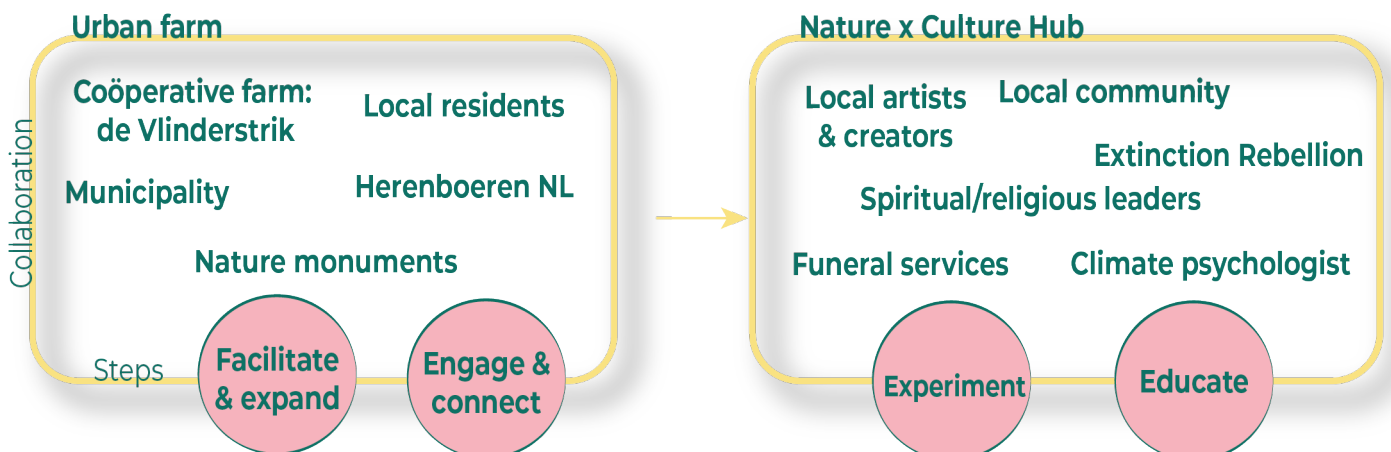 Urban farm
Coöperative farm:
de Vlinderstrik
Local residents
Municipality
Herenboeren NL
Nature monuments
Collaboration
Steps
Facilitate
& expand
Engage &
connect
Nature x Culture Hub
Local artists
& creators
Local community
Extinction Rebellion
Spiritual/religious leaders
Funeral services
Climate psychologist
Experiment
Educate